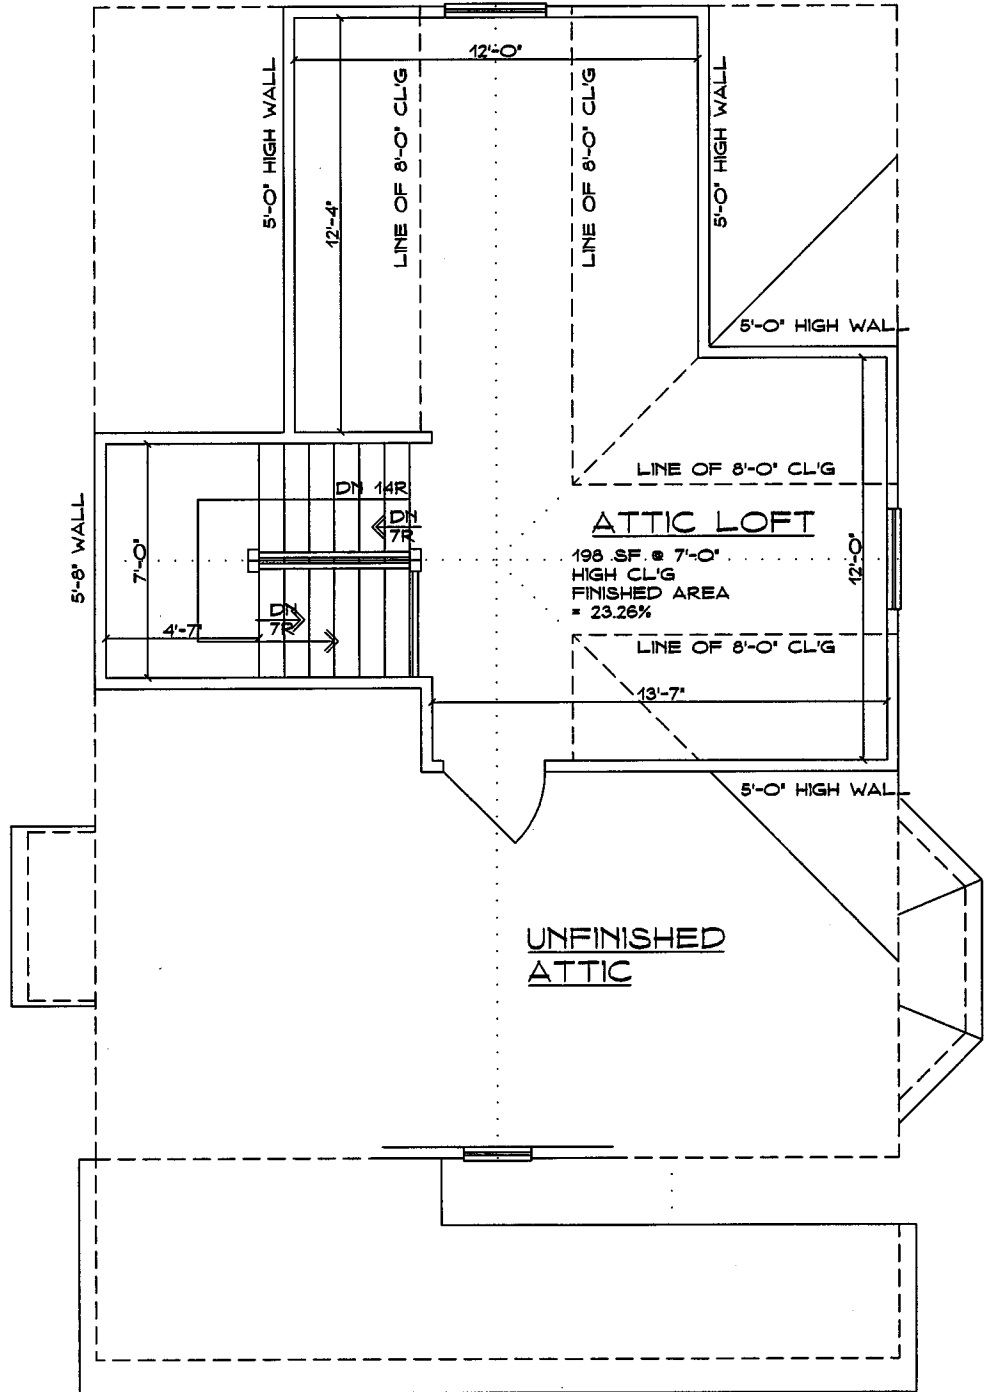 12'-0"
5'-0" HIGH WALL
LINE OF 8'-0" CL'G
LINE OF 8'-0" CL'G
5'-0" HIGH WALL
12'-4"
5'-0" HIGH WALL
LINE OF 8'-0" CL'G
DN 14R
DN
7R
ATTIC LOFT
5'-8" WALL
7'-0"
198 SF @ 7'-0"
HIGH CL'G
FINISHED AREA
= 23.26%
12'-0"
DN
7R
4'-7"
LINE OF 8'-0" CL'G
13'-7"
5'-0" HIGH WALL
UNFINISHED
ATTIC